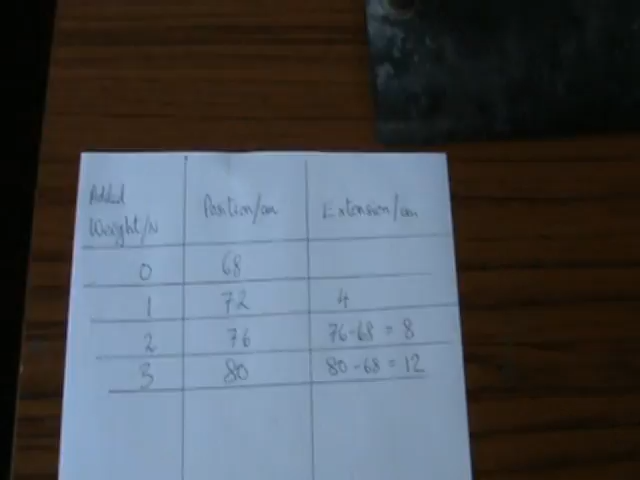 Added
Weight/N Position/cm Extension/cm
0 68
1 72 4
2 76 76-68 = 8
3 80 80-68 = 12